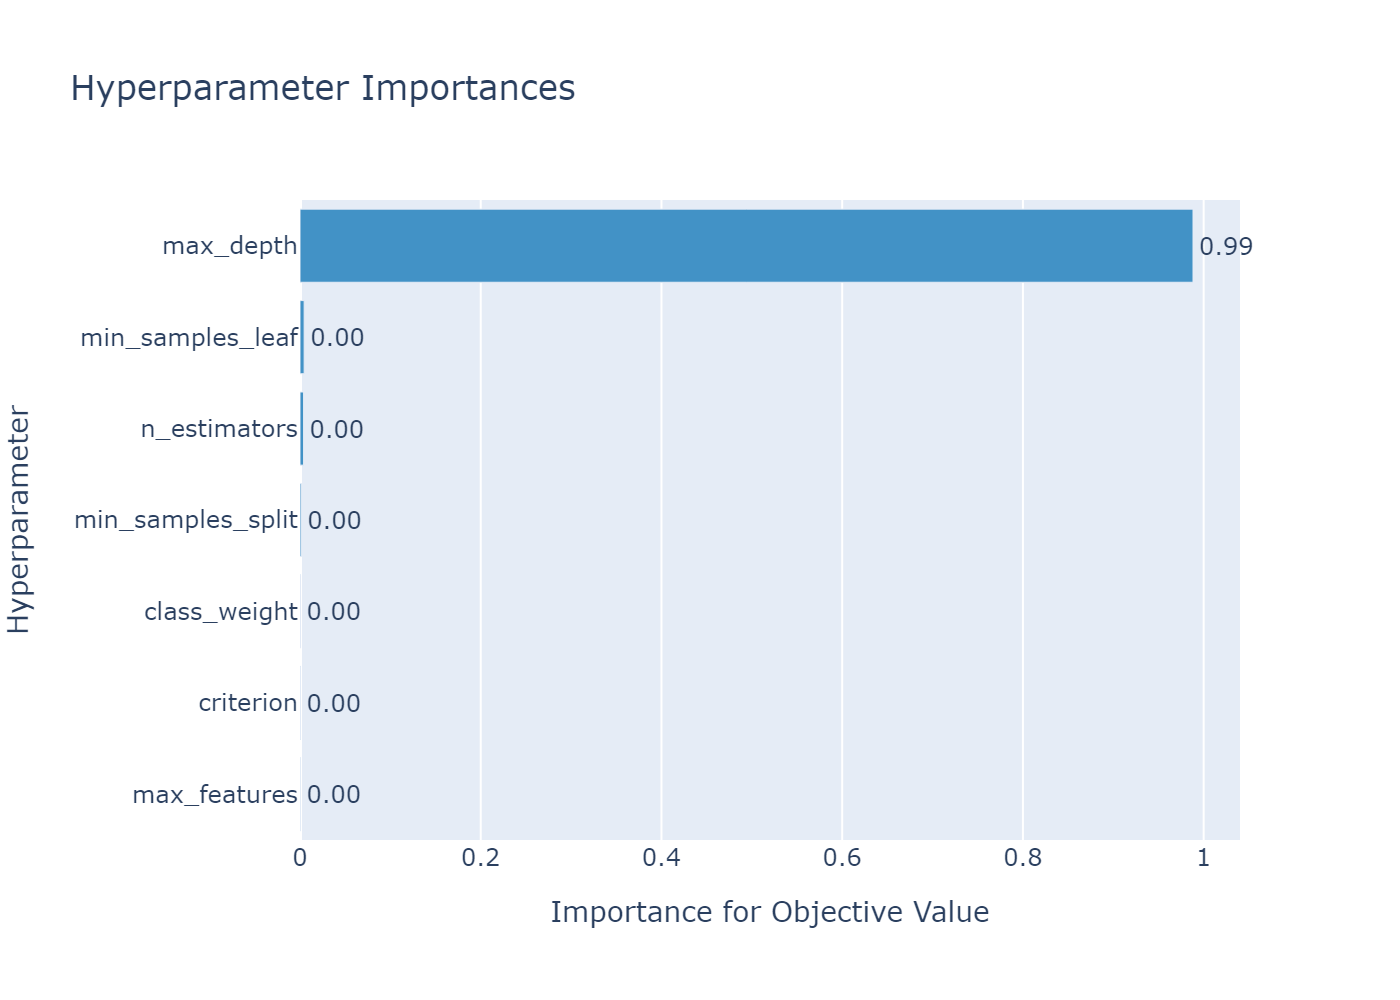 Hyperparameter Importances
Hyperparameter
max_depth 0.99
min_samples_leaf 0.00
n_estimators 0.00
min_samples_split 0.00
class_weight 0.00
criterion 0.00
max_features 0.00
0 0.2 0.4 0.6 0.8 1
Importance for Objective Value